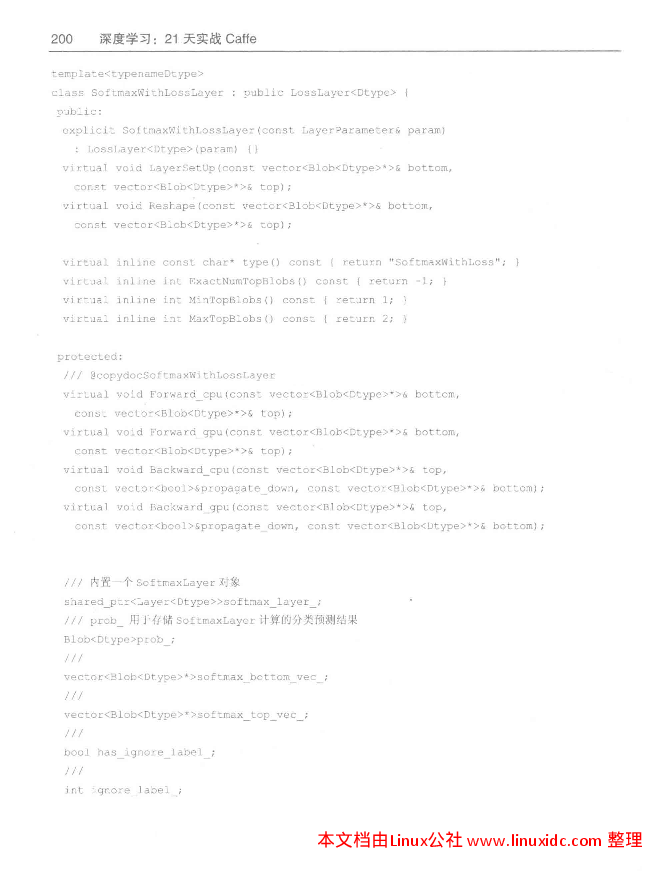 200 深度学习：21 天实战 Caffe
template<typenameDtype>
class SoftmaxWithLossLayer : public LossLayer<Dtype> {
public:
explicit SoftmaxWithLossLayer(const LayerParameter& param)
: LossLayer<Dtype>(param) {}
virtual void LayerSetUp(const vector<Blob<Dtype>*>& bottom,
const vector<Blob<Dtype>*>& top);
virtual void Reshape(const vector<Blob<Dtype>*>& bottom,
const vector<Blob<Dtype>*>& top);
virtual inline const char* type() const { return "SoftmaxWithLoss"; }
virtual inline int ExactNumTopBlobs() const { return -1; }
virtual inline int MinTopBlobs() const { return 1; }
virtual inline int MaxTopBlobs() const { return 2; }
protected:
/// @copydocSoftmaxWithLossLayer
virtual void Forward_cpu(const vector<Blob<Dtype>*>& bottom,
const vector<Blob<Dtype>*>& top);
virtual void Forward_gpu(const vector<Blob<Dtype>*>& bottom,
const vector<Blob<Dtype>*>& top);
virtual void Backward_cpu(const vector<Blob<Dtype>*>& top,
const vector<bool>&propagate_down, const vector<Blob<Dtype>*>& bottom);
virtual void Backward_gpu(const vector<Blob<Dtype>*>& top,
const vector<bool>&propagate_down, const vector<Blob<Dtype>*>& bottom);
/// 内置一个 SoftmaxLayer 对象
shared_ptr<Layer<Dtype>>softmax_layer_;
/// prob_ 用于存储 SoftmaxLayer 计算的分类预测结果
Blob<Dtype>prob_;
///
vector<Blob<Dtype>*>softmax_bottom_vec_;
///
vector<Blob<Dtype>*>softmax_top_vec_;
///
bool has_ignore_label_;
///
int ignore_label_;
本文档由Linux公社 www.linuxidc.com 整理